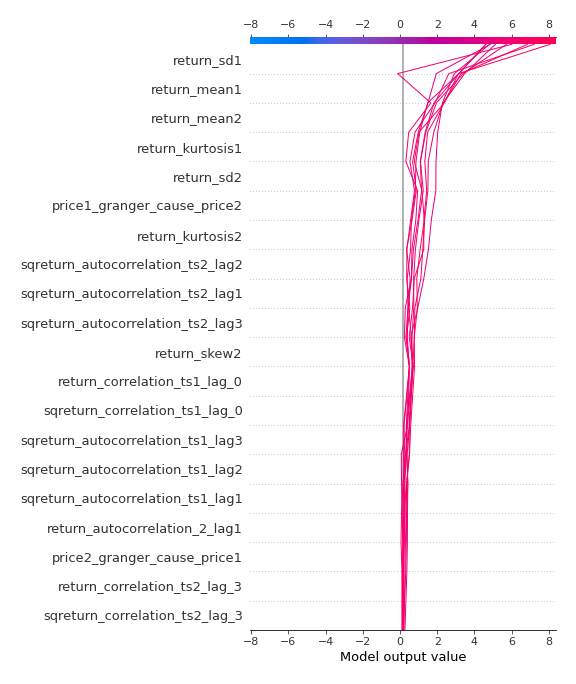 −8 −6 −4 −2 0 2 4 6 8
return_sd1
return_mean1
return_mean2
return_kurtosis1
return_sd2
price1_granger_cause_price2
return_kurtosis2
sqreturn_autocorrelation_ts2_lag2
sqreturn_autocorrelation_ts2_lag1
sqreturn_autocorrelation_ts2_lag3
return_skew2
return_correlation_ts1_lag_0
sqreturn_correlation_ts1_lag_0
sqreturn_autocorrelation_ts1_lag3
sqreturn_autocorrelation_ts1_lag2
sqreturn_autocorrelation_ts1_lag1
return_autocorrelation_2_lag1
price2_granger_cause_price1
return_correlation_ts2_lag_3
sqreturn_correlation_ts2_lag_3
−8 −6 −4 −2 0 2 4 6 8
Model output value